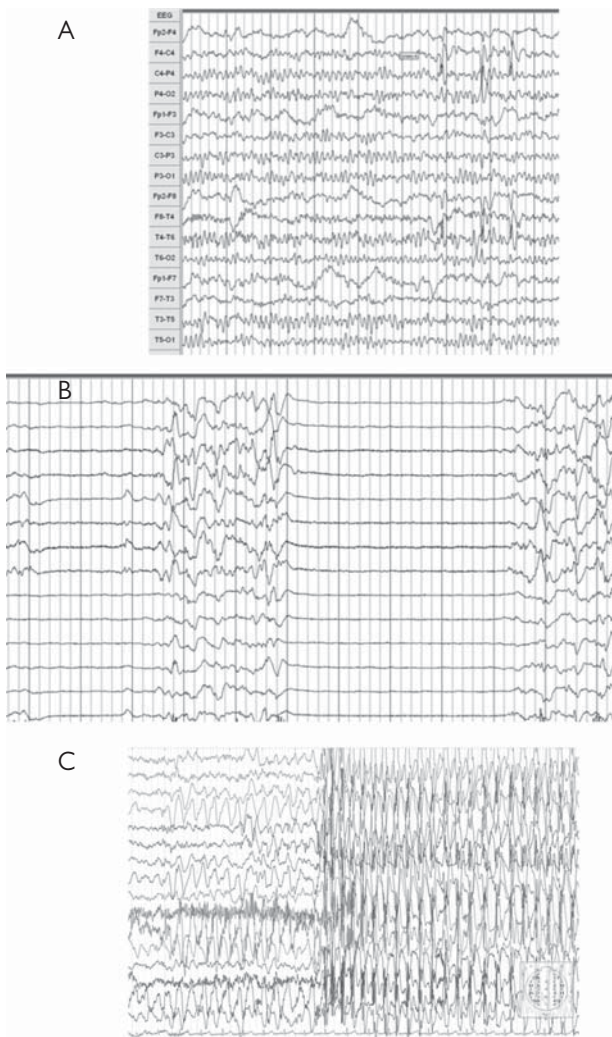 A
EEG
Fp2-F4
F4-C4
C4-P4
P4-O2
Fp1-F3
F3-C3
C3-P3
P3-O1
Fp2-F8
F8-T4
T4-T6
T6-O2
Fp1-F7
F7-T3
T3-T5
T5-O1
B
C